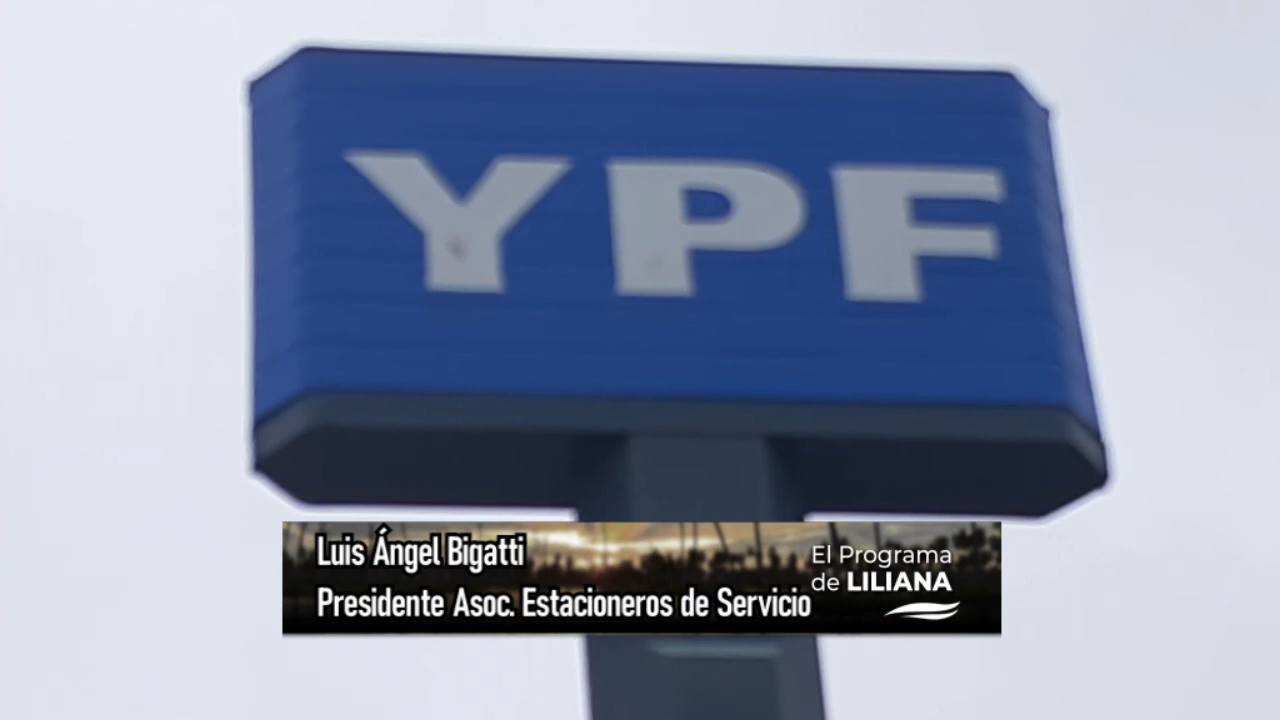 YPF
Luis Ángel Bigatti
Presidente Asoc. Estacioneros de Servicio
El Programa
de LILIANA